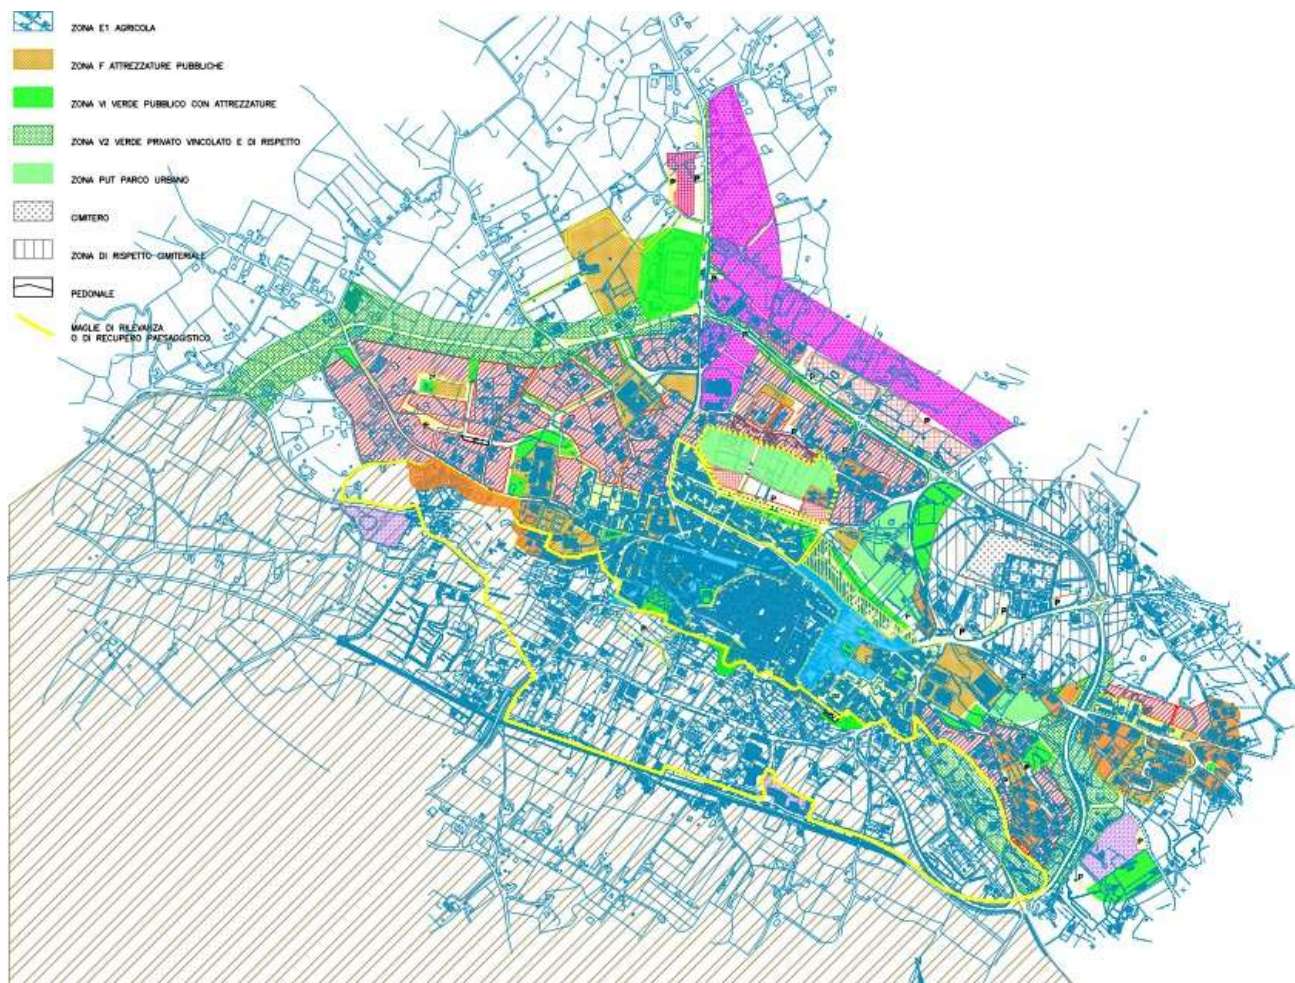 ZONA E1 AGRICOLA
ZONA F ATTREZZATURE PUBBLICHE
ZONA V1 VERDE PUBBLICO CON ATTREZZATURE
ZONA V2 VERDE PRIVATO VINCOLATO E DI RISPETTO
ZONA PUT PARCO URBANO
CIMITERO
ZONA DI RISPETTO CIMITERIALE
PEDONALE
MAGLIE DI RILEVANZA
O DI RECUPERO PAESAGGISTICO
P
P
P
P
P
P
P
P
P
P
P
P
P
P